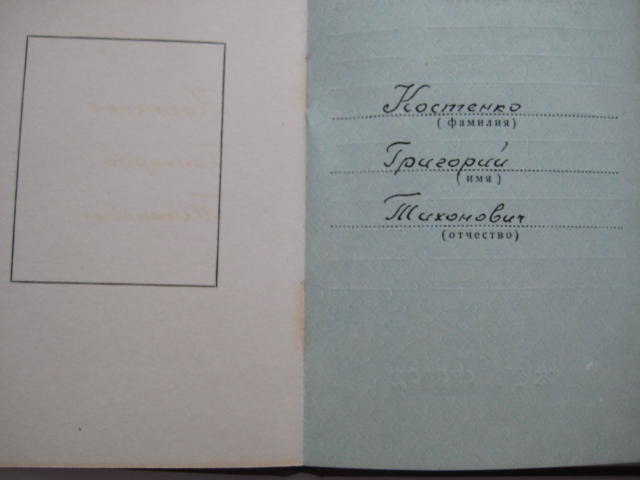 Костенко
(фамилия)
Григорий
(имя)
Тихонович
(отчество)